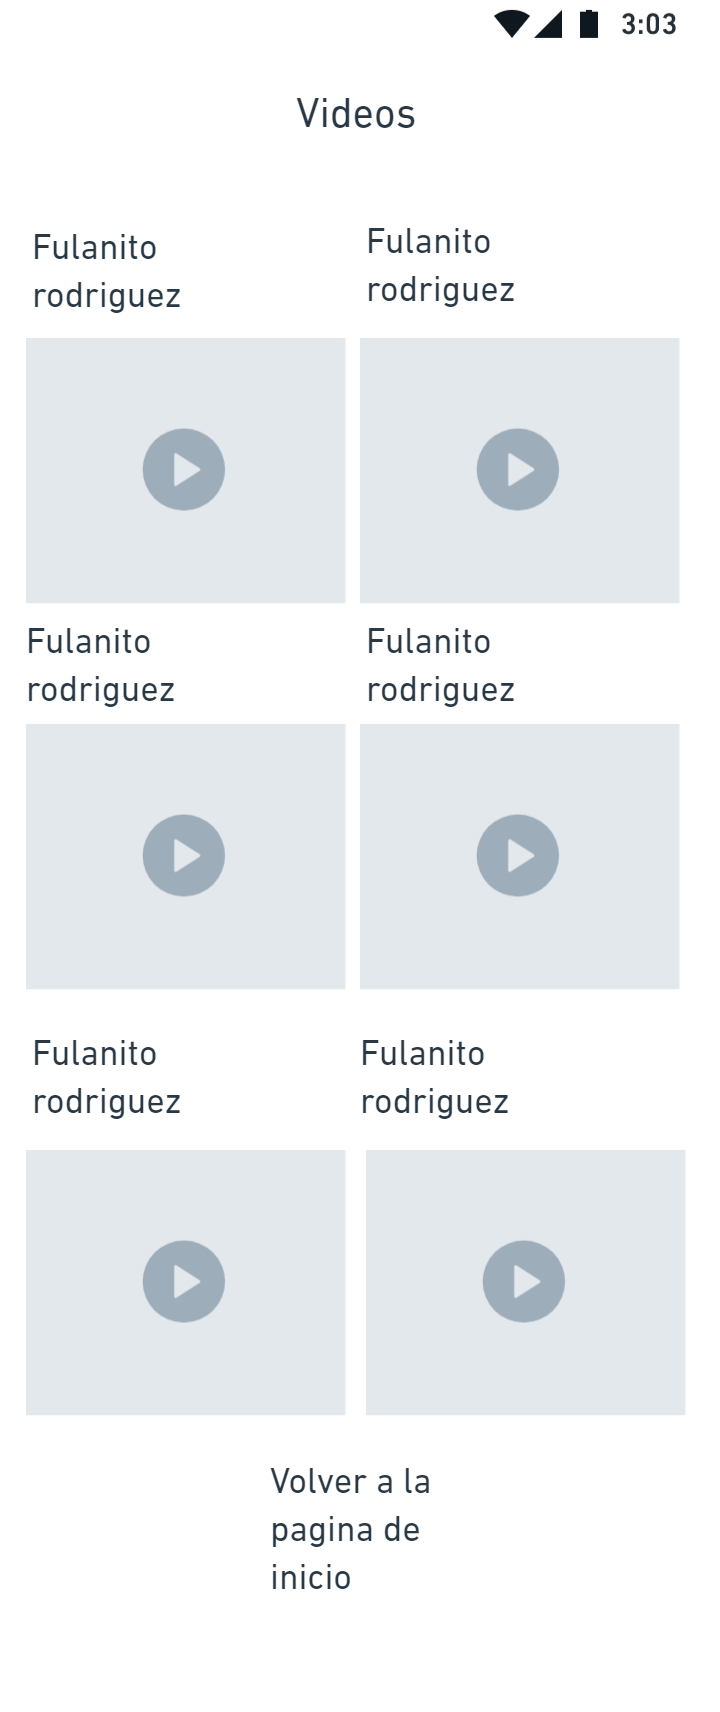 3:03
Videos
Fulanito
rodriguez
Fulanito
rodriguez
Fulanito
rodriguez
Fulanito
rodriguez
Fulanito
rodriguez
Fulanito
rodriguez
Volver a la
pagina de
inicio